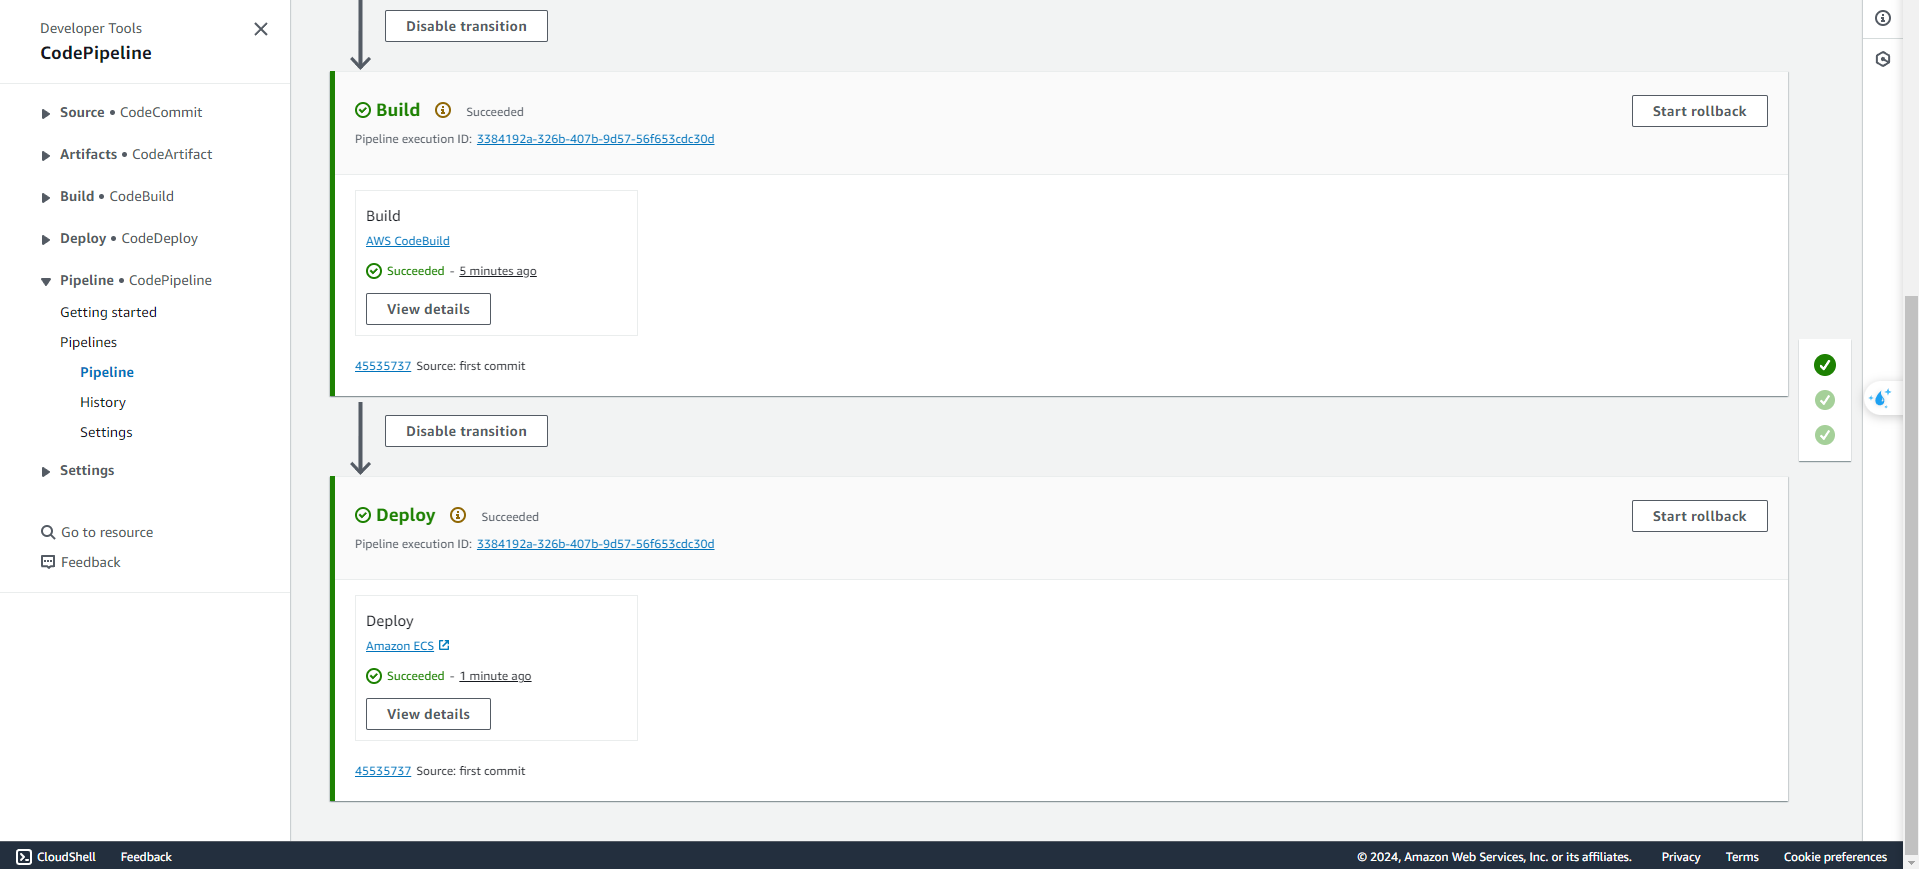 Developer Tools
CodePipeline
Source • CodeCommit
Artifacts • CodeArtifact
Build • CodeBuild
Deploy • CodeDeploy
Pipeline • CodePipeline
Getting started
Pipelines
Pipeline
History
Settings
Settings
Go to resource
Feedback
Disable transition
Build Succeeded
Start rollback
Pipeline execution ID: 3384192a-326b-407b-9d57-56f653cdc30d
Build
AWS CodeBuild
Succeeded - 5 minutes ago
View details
45535737 Source: first commit
Disable transition
Deploy Succeeded
Start rollback
Pipeline execution ID: 3384192a-326b-407b-9d57-56f653cdc30d
Deploy
Amazon ECS
Succeeded - 1 minute ago
View details
45535737 Source: first commit
CloudShell Feedback © 2024, Amazon Web Services, Inc. or its affiliates. Privacy Terms Cookie preferences